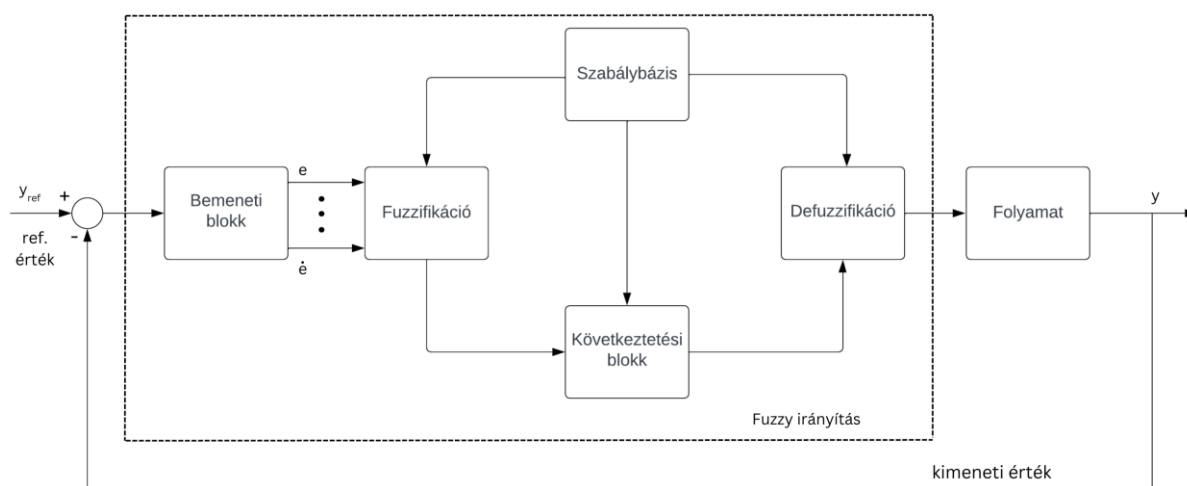 Szabálybázis
y_ref
+
-
ref.
érték
Bemeneti
blokk
e
ė
Fuzzifikáció
Defuzzifikáció
Folyamat
y
Következtetési
blokk
Fuzzy irányítás
kimeneti érték